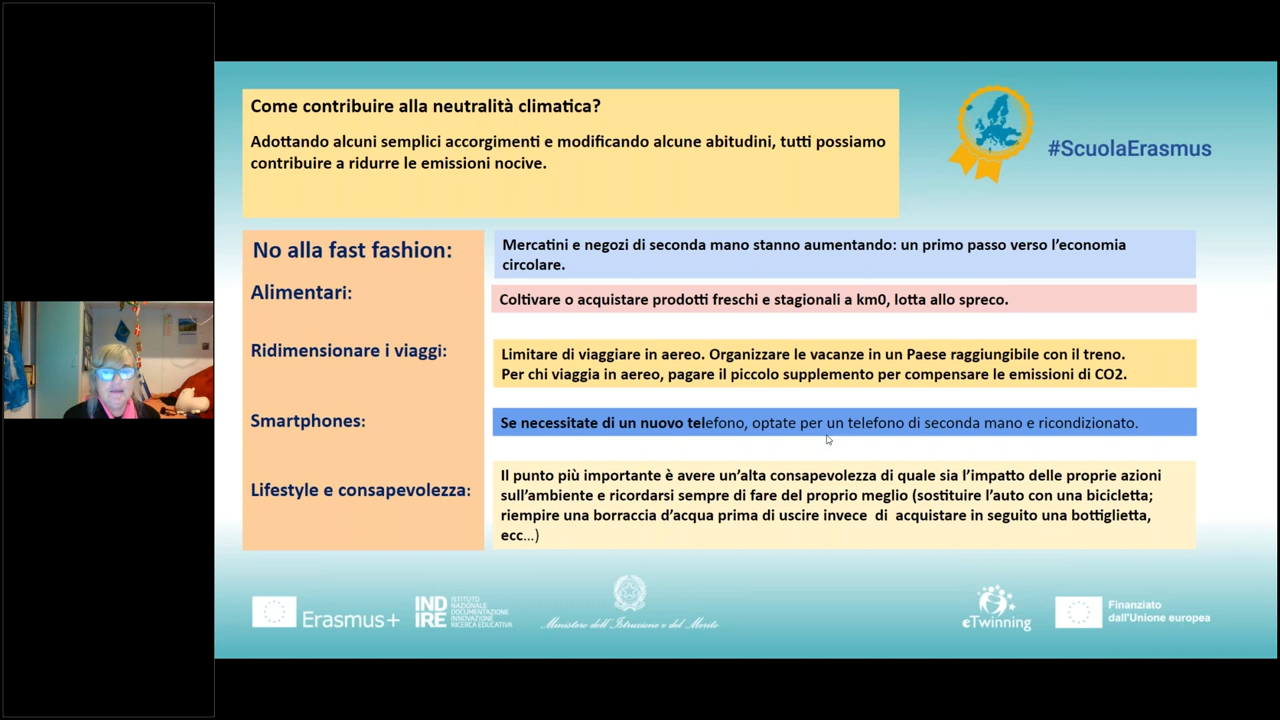 Come contribuire alla neutralità climatica?
Adottando alcuni semplici accorgimenti e modificando alcune abitudini, tutti possiamo
contribuire a ridurre le emissioni nocive.
#ScuolaErasmus
No alla fast fashion:
Mercatini e negozi di seconda mano stanno aumentando: un primo passo verso l’economia
circolare.
Alimentari:
Coltivare o acquistare prodotti freschi e stagionali a km0, lotta allo spreco.
Ridimensionare i viaggi:
Limitare di viaggiare in aereo. Organizzare le vacanze in un Paese raggiungibile con il treno.
Per chi viaggia in aereo, pagare il piccolo supplemento per compensare le emissioni di CO2.
Smartphones:
Se necessitate di un nuovo telefono, optate per un telefono di seconda mano e ricondizionato.
Lifestyle e consapevolezza:
Il punto più importante è avere un’alta consapevolezza di quale sia l’impatto delle proprie azioni
sull’ambiente e ricordarsi sempre di fare del proprio meglio (sostituire l’auto con una bicicletta;
riempire una borraccia d’acqua prima di uscire invece di acquistare in seguito una bottiglietta,
ecc…)
Erasmus+
INDIRE
ISTITUTO
NAZIONALE
DOCUMENTAZIONE
INNOVAZIONE
RICERCA EDUCATIVA
Ministero dell’Istruzione e del Merito
eTwinning
Finanziato
dall'Unione europea